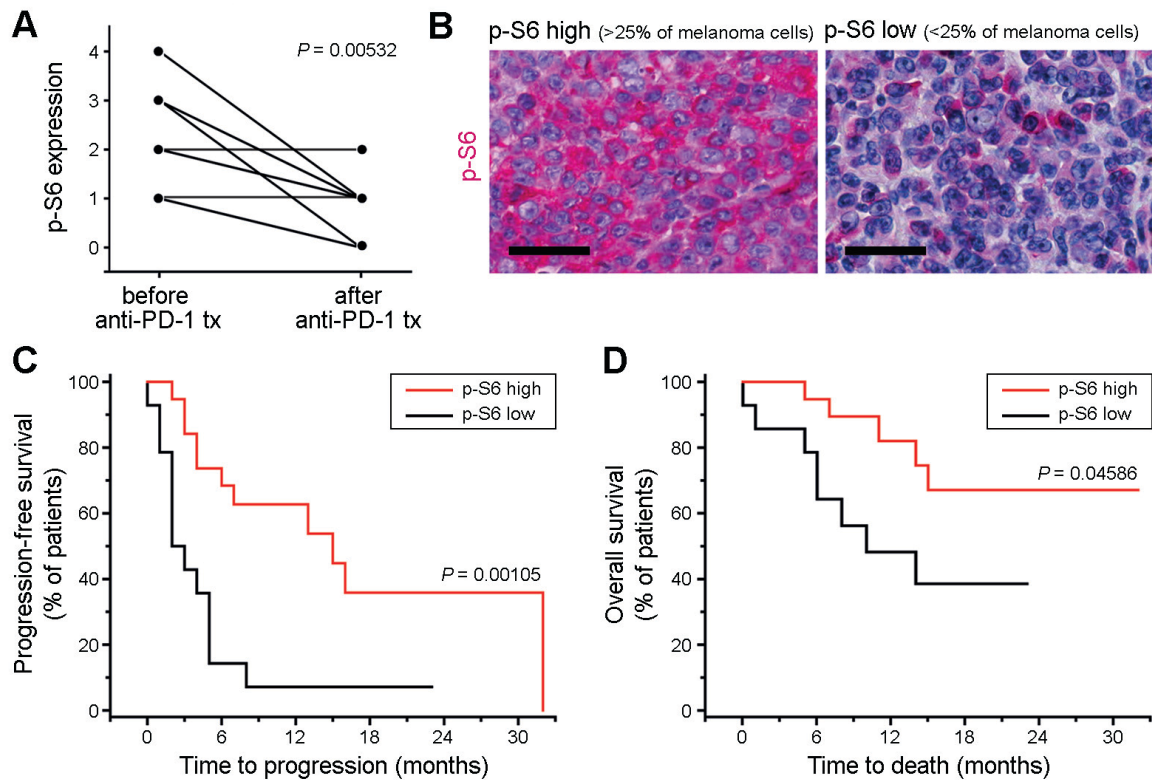 A
P = 0.00532
p-S6 expression
4
3
2
1
0
before
anti-PD-1 tx
after
anti-PD-1 tx
B
p-S6 high (>25% of melanoma cells)
p-S6 low (<25% of melanoma cells)
p-S6
C
Progression-free survival
(% of patients)
100
80
60
40
20
0
p-S6 high
p-S6 low
P = 0.00105
0 6 12 18 24 30
Time to progression (months)
D
Overall survival
(% of patients)
100
80
60
40
20
0
p-S6 high
p-S6 low
P = 0.04586
0 6 12 18 24 30
Time to death (months)